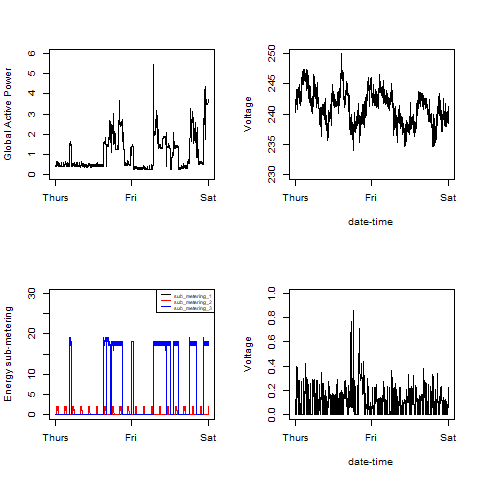 Global Active Power
6
5
4
3
2
1
0
Thurs Fri Sat
Voltage
250
245
240
235
230
Thurs Fri Sat
date-time
Energy sub-metering
30
20
5
0
sub_metering_1
sub_metering_2
sub_metering_3
Thurs Fri Sat
Voltage
1.0
0.8
0.6
0.4
0.2
0.0
Thurs Fri Sat
date-time